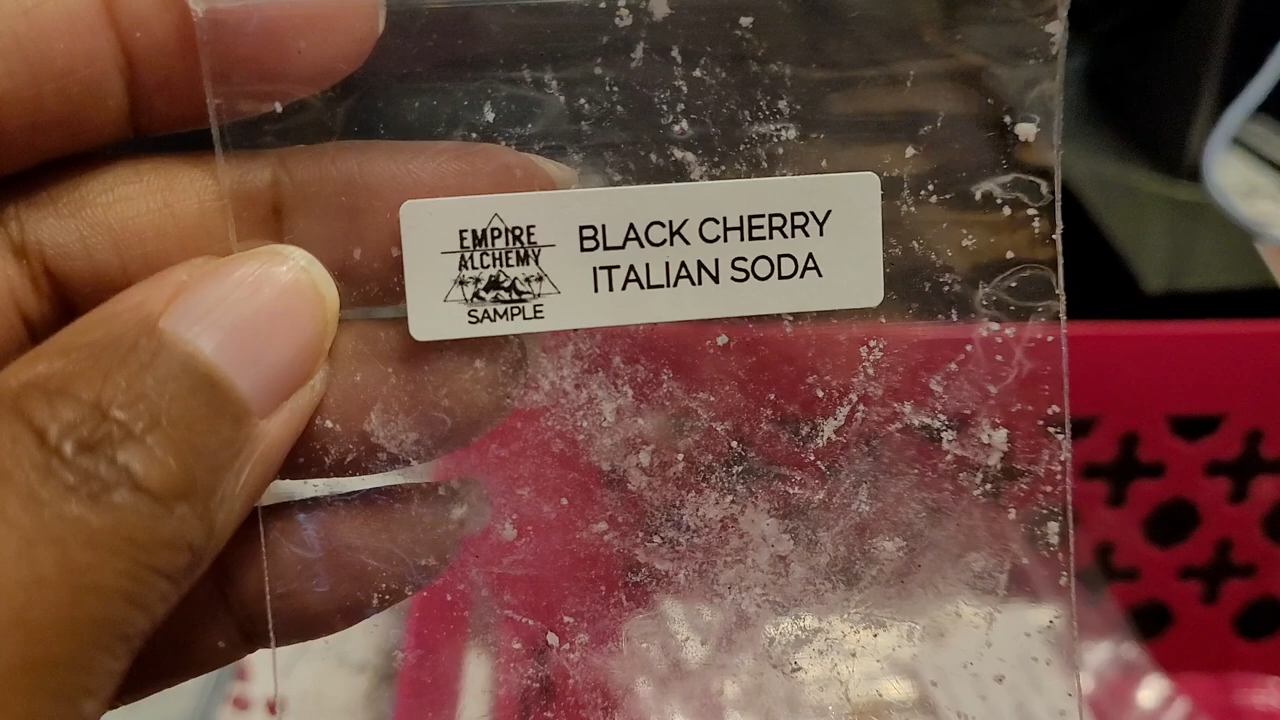 EMPIRE
ALCHEMY
SAMPLE
BLACK CHERRY
ITALIAN SODA